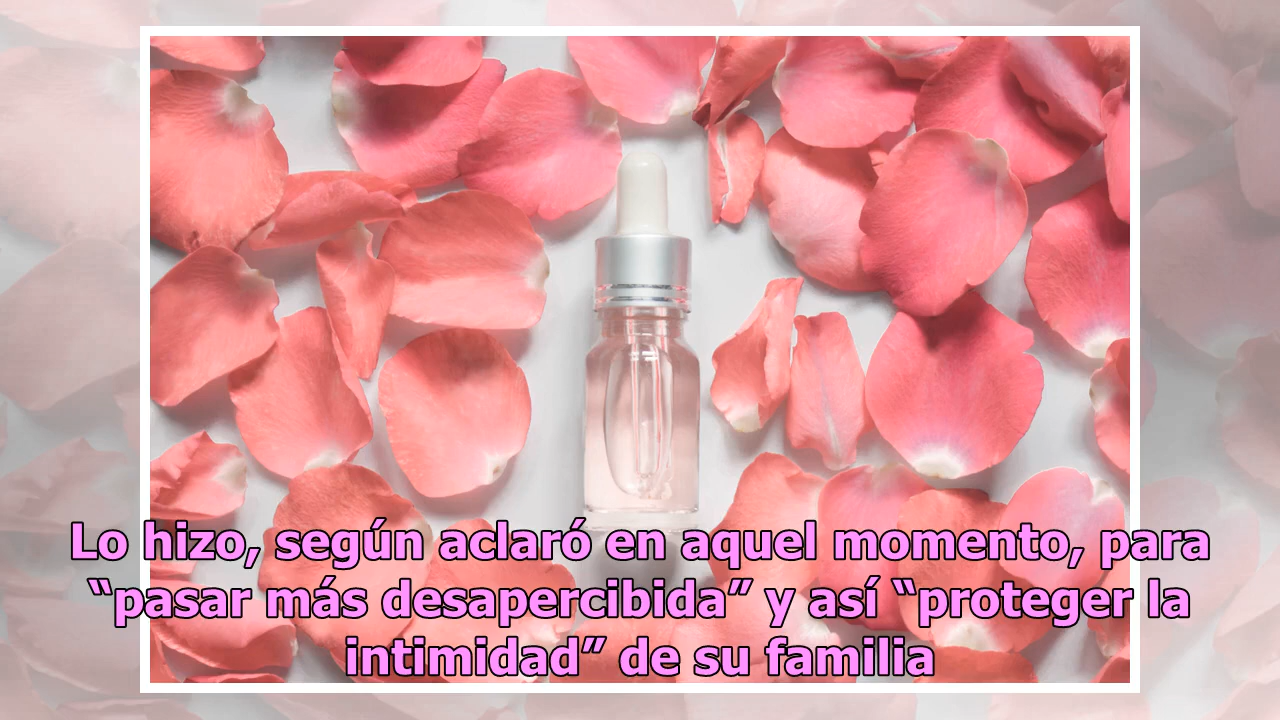 Lo hizo, según aclaró en aquel momento, para
“pasar más desapercibida” y así “proteger la
intimidad” de su familia